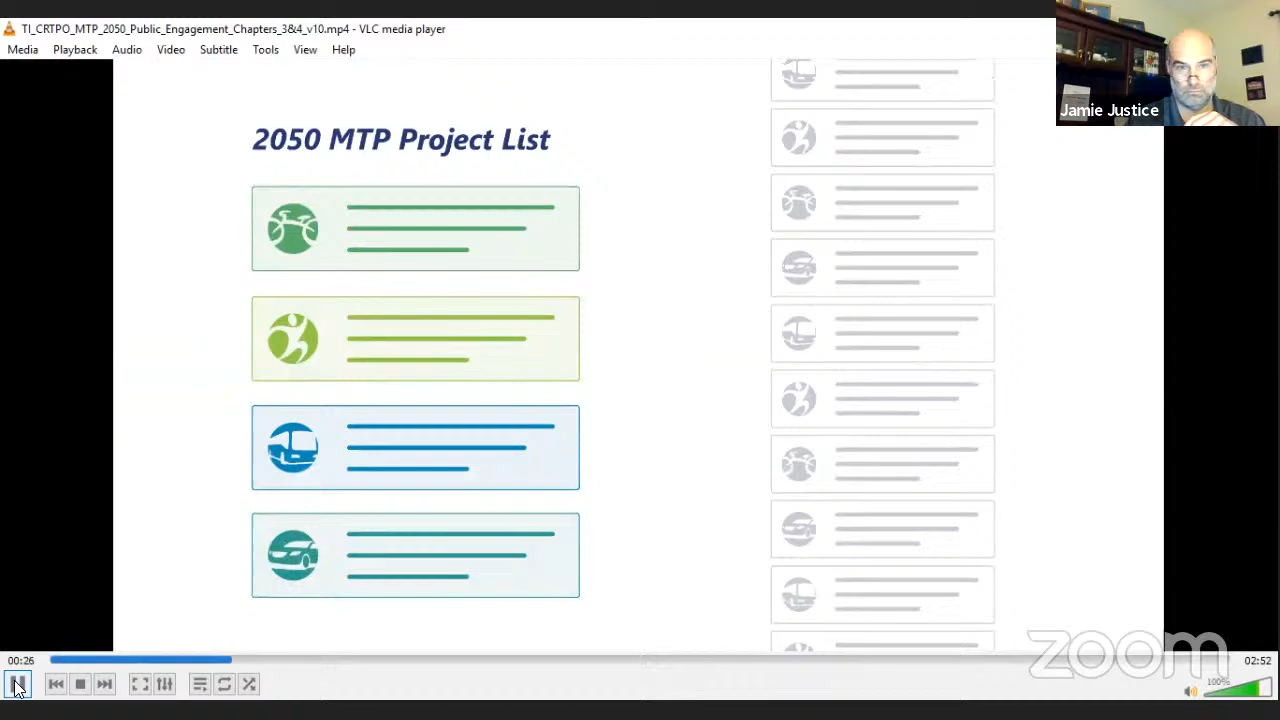 TI_CRTPO_MTP_2050_Public_Engagement_Chapters_3&4_v10.mp4 - VLC media player
Media Playback Audio Video Subtitle Tools View Help
Jamie Justice
2050 MTP Project List
00:26
02:52
100%
zoom